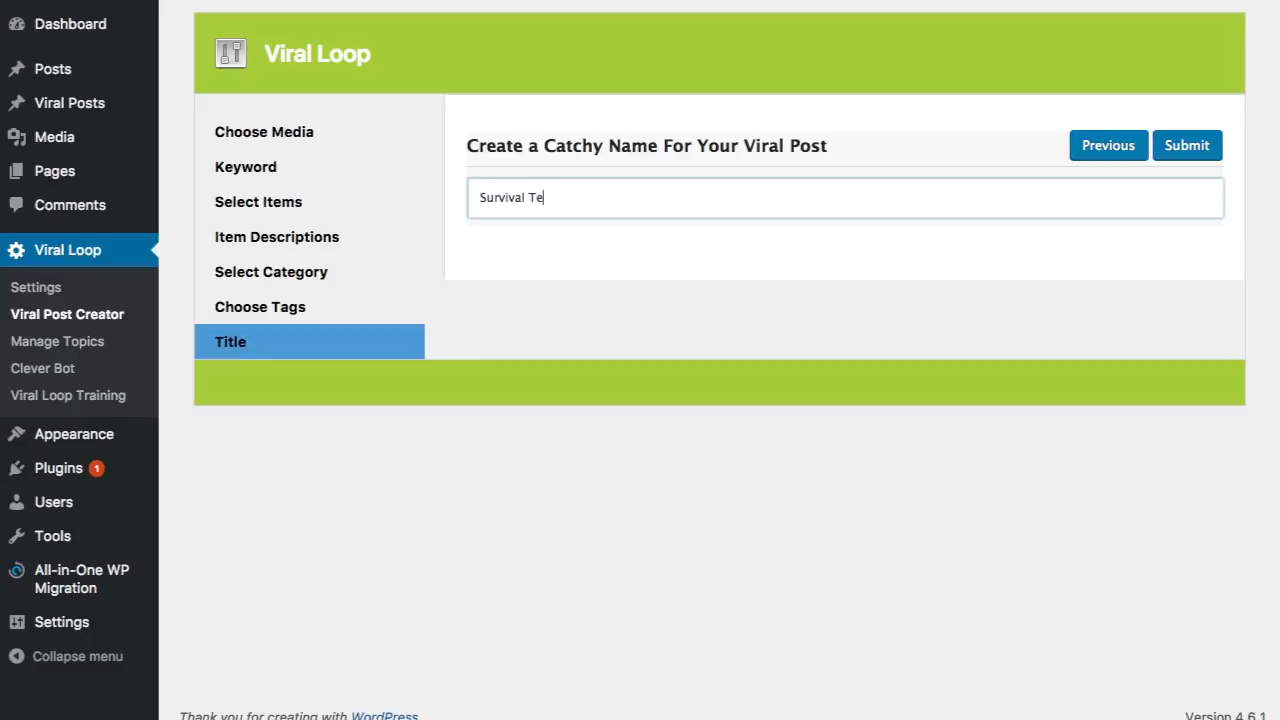 Dashboard
Posts
Viral Posts
Media
Pages
Comments
Viral Loop
Settings
Viral Post Creator
Manage Topics
Clever Bot
Viral Loop Training
Appearance
Plugins 1
Users
Tools
All-in-One WP
Migration
Settings
Collapse menu
Viral Loop
Choose Media
Keyword
Select Items
Item Descriptions
Select Category
Choose Tags
Title
Create a Catchy Name For Your Viral Post
Previous
Submit
Survival Te
Thank you for creating with WordPress
Version 4.6.1